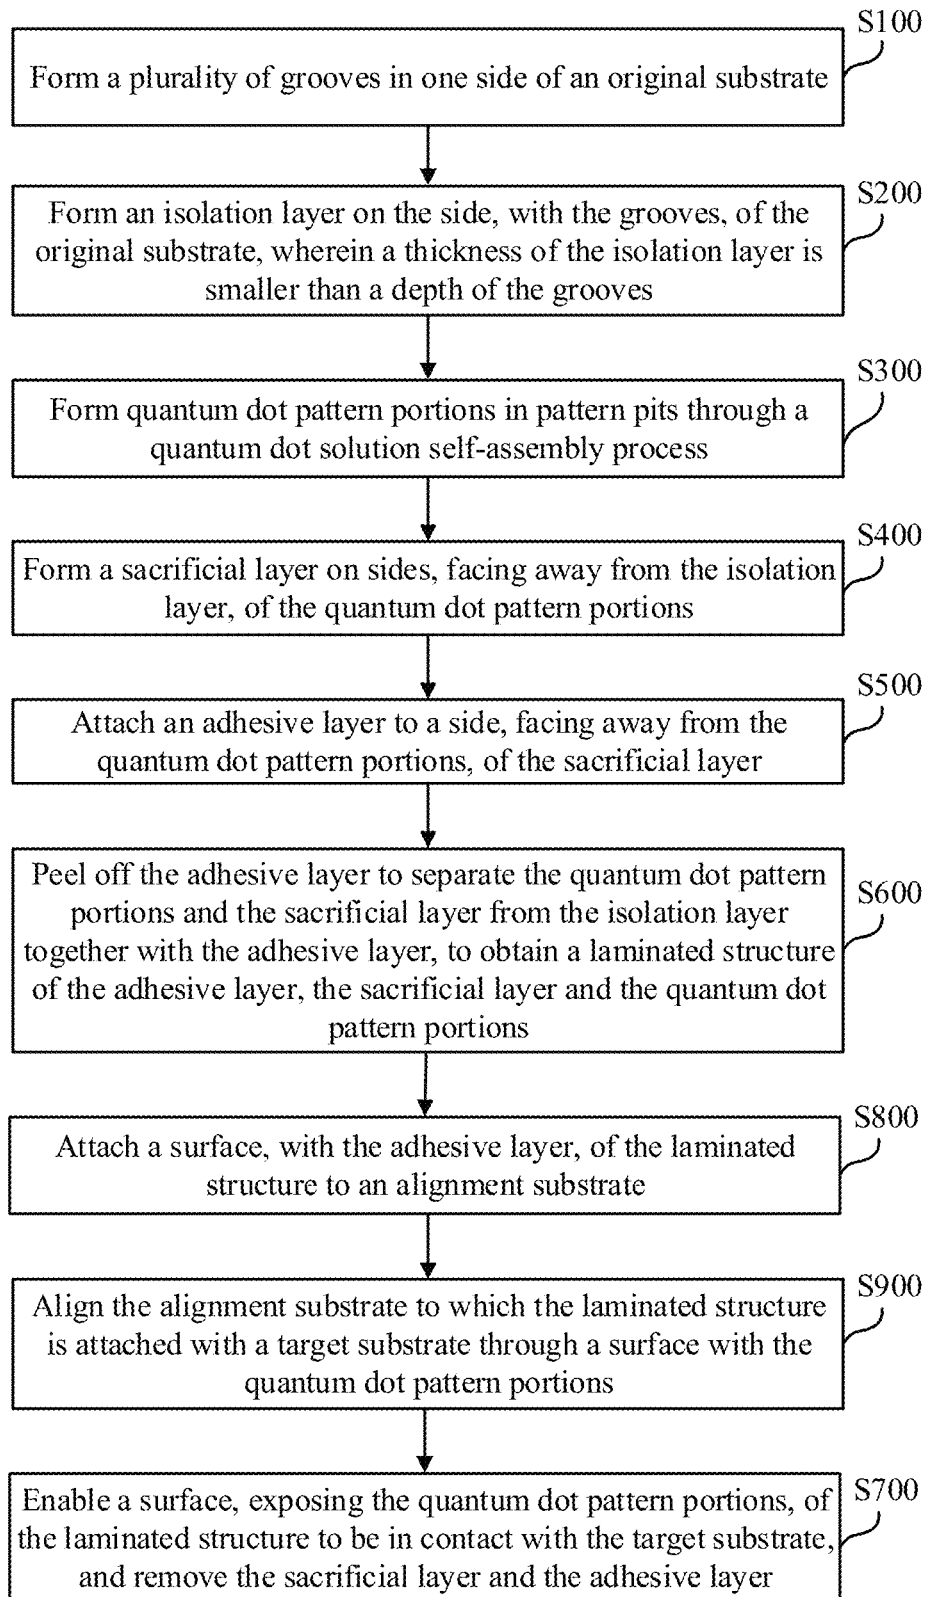 S100
Form a plurality of grooves in one side of an original substrate
S200
Form an isolation layer on the side, with the grooves, of the
original substrate, wherein a thickness of the isolation layer is
smaller than a depth of the grooves
S300
Form quantum dot pattern portions in pattern pits through a
quantum dot solution self-assembly process
S400
Form a sacrificial layer on sides, facing away from the isolation
layer, of the quantum dot pattern portions
S500
Attach an adhesive layer to a side, facing away from the
quantum dot pattern portions, of the sacrificial layer
S600
Peel off the adhesive layer to separate the quantum dot pattern
portions and the sacrificial layer from the isolation layer
together with the adhesive layer, to obtain a laminated structure
of the adhesive layer, the sacrificial layer and the quantum dot
pattern portions
S800
Attach a surface, with the adhesive layer, of the laminated
structure to an alignment substrate
S900
Align the alignment substrate to which the laminated structure
is attached with a target substrate through a surface with the
quantum dot pattern portions
S700
Enable a surface, exposing the quantum dot pattern portions, of
the laminated structure to be in contact with the target substrate,
and remove the sacrificial layer and the adhesive layer